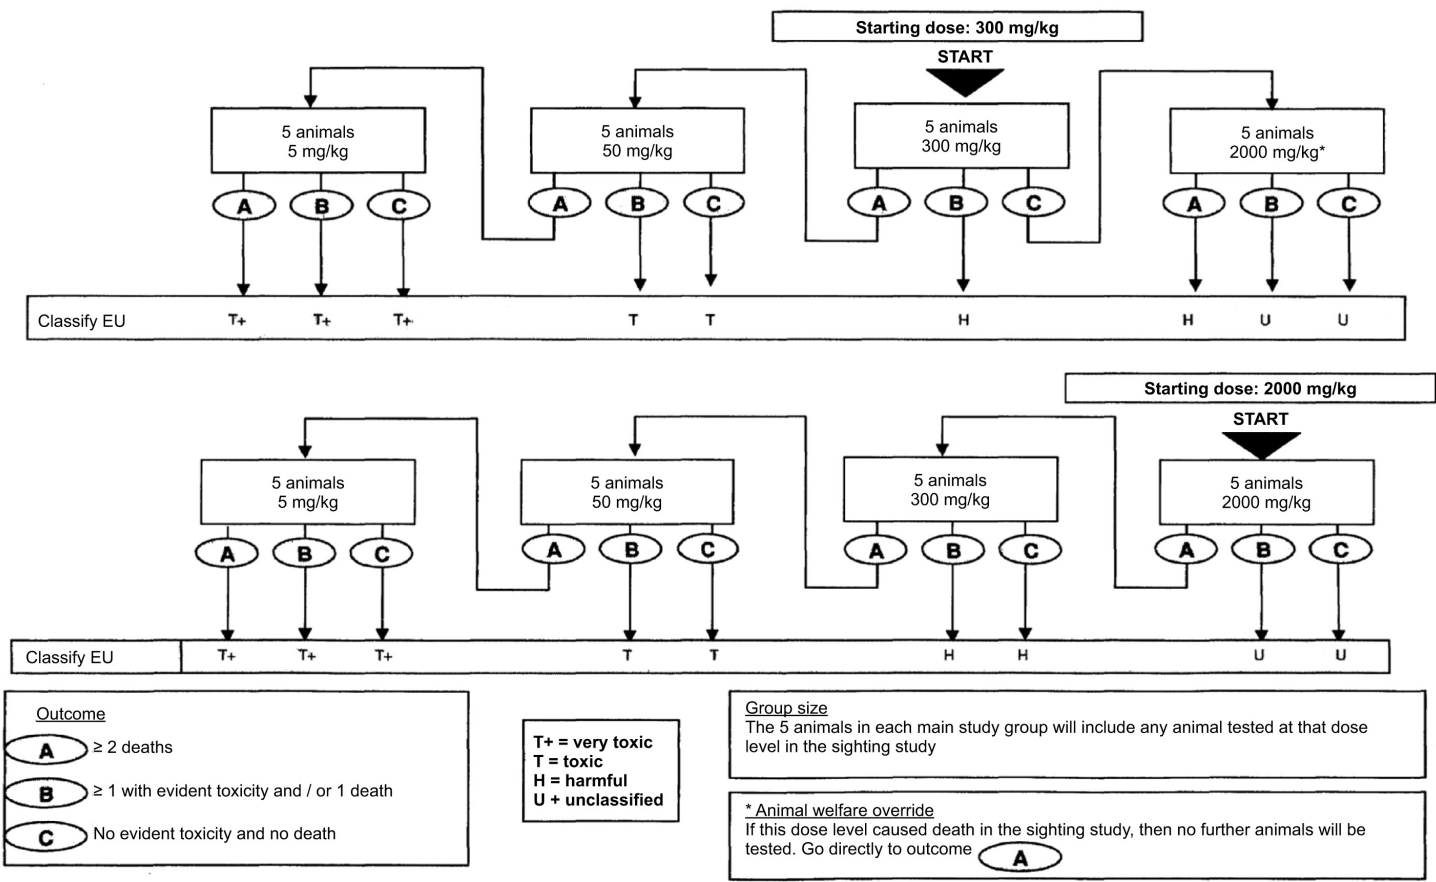 Starting dose: 300 mg/kg
START
5 animals
5 mg/kg
5 animals
50 mg/kg
5 animals
300 mg/kg
5 animals
2000 mg/kg*
A B C A B C A B C A B C
Classify EU T+ T+ T+ T T H H U U
Starting dose: 2000 mg/kg
START
5 animals
5 mg/kg
5 animals
50 mg/kg
5 animals
300 mg/kg
5 animals
2000 mg/kg
A B C A B C A B C A B C
Classify EU T+ T+ T+ T T H H U U
Outcome
A ≥ 2 deaths
B ≥ 1 with evident toxicity and / or 1 death
C No evident toxicity and no death
T+ = very toxic
T = toxic
H = harmful
U + unclassified
Group size
The 5 animals in each main study group will include any animal tested at that dose
level in the sighting study
* Animal welfare override
If this dose level caused death in the sighting study, then no further animals will be
tested. Go directly to outcome A